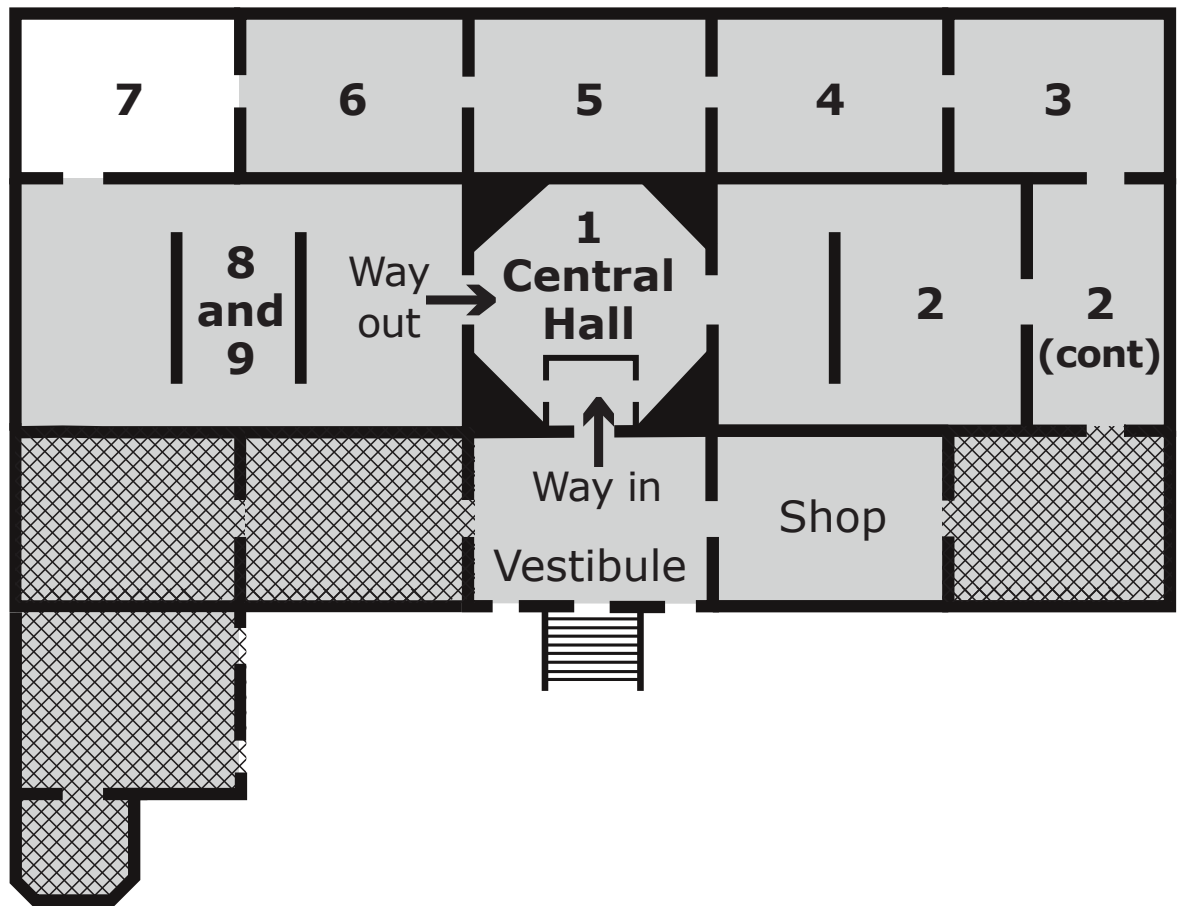 7
6
5
4
3
8
and
9
Way
out
1
Central
Hall
2
2
(cont)
Way in
Vestibule
Shop